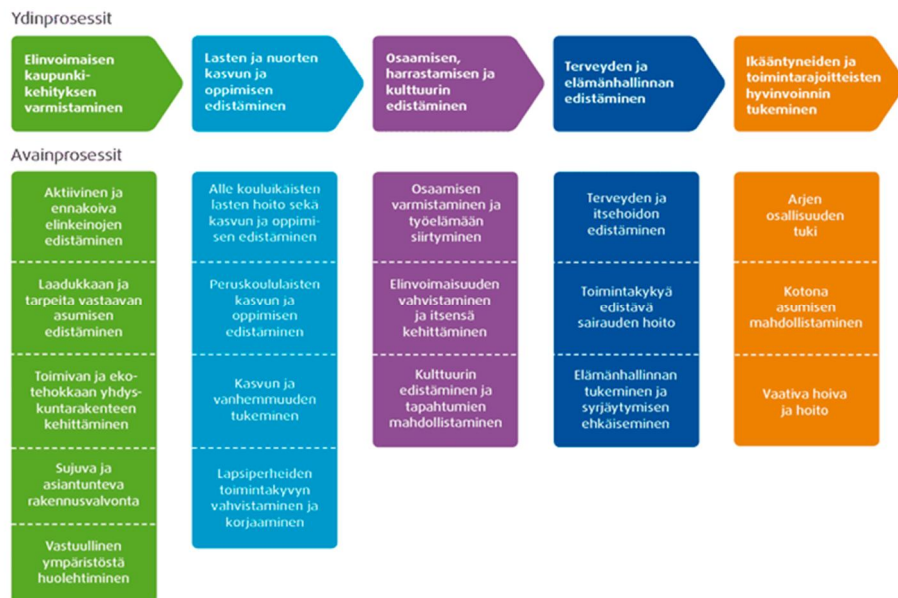 Ydinprosessit
Elinvoimaisen
kaupunki-
kehityksen
varmistaminen
Lasten ja nuorten
kasvun ja
oppimisen
edistäminen
Osaamisen,
harrastamisen ja
kulttuurin
edistäminen
Terveyden ja
elämänhallinnan
edistäminen
Ikääntyneiden ja
toimintarajoitteisten
hyvinvoinnin
tukeminen
Avainprosessit
Aktiivinen ja
ennakoiva
elinkeinojen
edistäminen
Laadukkaan ja
tarpeita vastaavan
asumisen
edistäminen
Toimivan ja eko-
tehokkaan yhdys-
kuntarakenteen
kehittäminen
Sujuva ja
asiantunteva
rakennusvalvonta
Vastuullinen
ympäristöstä
huolehtiminen
Alle kouluikäisten
lasten hoito sekä
kasvun ja oppimi-
sen edistäminen
Peruskoululaisten
kasvun ja
oppimisen
edistäminen
Kasvun ja
vanhemmuuden
tukeminen
Lapsiperheiden
toimintakyvyn
vahvistaminen ja
korjaaminen
Osaamisen
varmistaminen ja
työelämään
siirtyminen
Elinvoimaisuuden
vahvistaminen
ja itsensä
kehittäminen
Kulttuurin
edistäminen ja
tapahtumien
mahdollistaminen
Terveyden ja
itsehoidon
edistäminen
Toimintakykyä
edistävä
sairauden hoito
Elämänhallinnan
tukeminen ja
syrjäytymisen
ehkäiseminen
Arjen
osallisuuden
tuki
Kotona
asumisen
mahdollistaminen
Vaativa hoiva
ja hoito